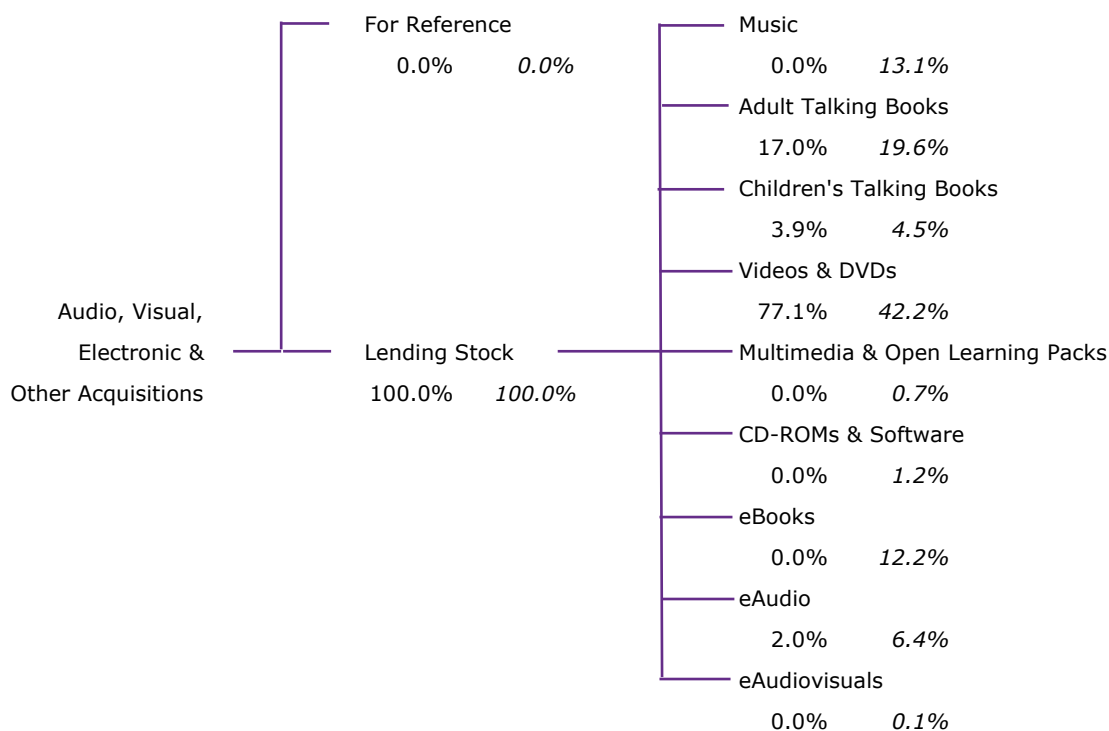 For Reference
0.0% 0.0%
Audio, Visual,
Electronic &
Other Acquisitions
Lending Stock
100.0% 100.0%
Music
0.0% 13.1%
Adult Talking Books
17.0% 19.6%
Children's Talking Books
3.9% 4.5%
Videos & DVDs
77.1% 42.2%
Multimedia & Open Learning Packs
0.0% 0.7%
CD-ROMs & Software
0.0% 1.2%
eBooks
0.0% 12.2%
eAudio
2.0% 6.4%
eAudiovisuals
0.0% 0.1%